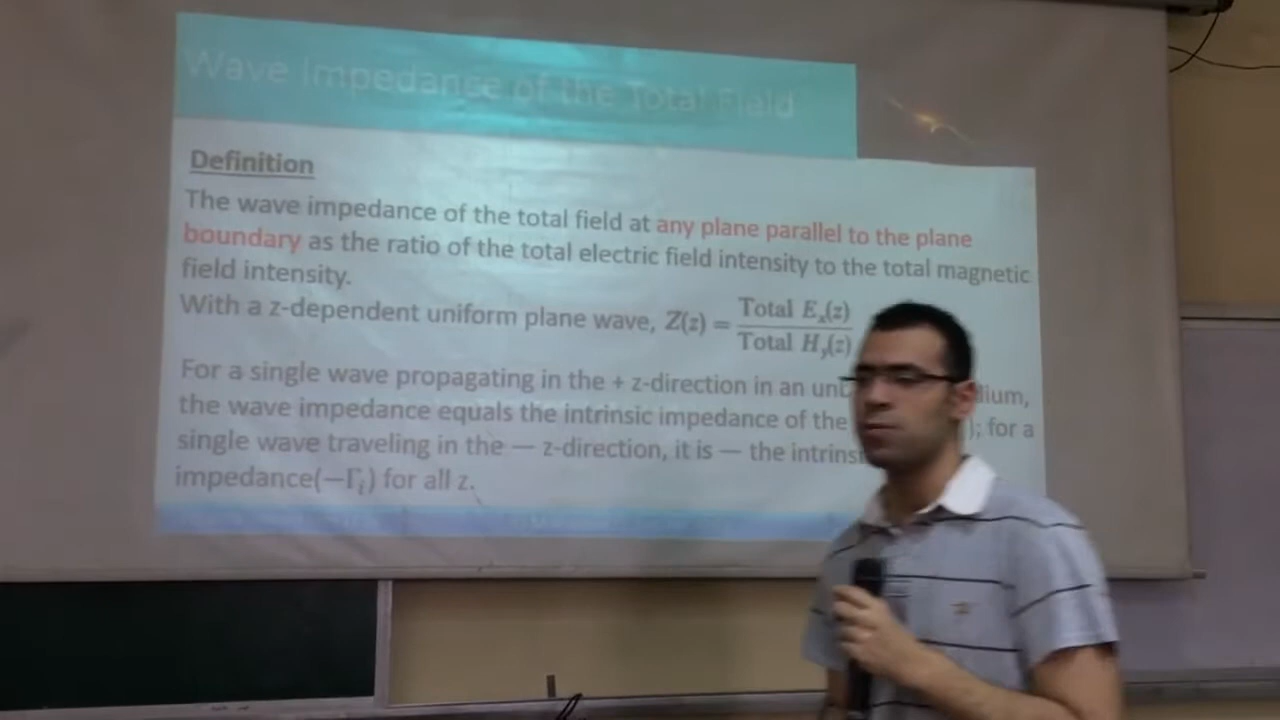 Wave Impedance of the Total Field
Definition
The wave impedance of the total field at any plane parallel to the plane
boundary as the ratio of the total electric field intensity to the total magnetic
field intensity.
With a z-dependent uniform plane wave, Z(z) = Total Eₓ(z) / Total Hᵧ(z)
For a single wave propagating in the + z-direction in an
the wave impedance equals the intrinsic impedance of the ); for a
single wave traveling in the — z-direction, it is — the
impedance(−Γᵢ) for all z.